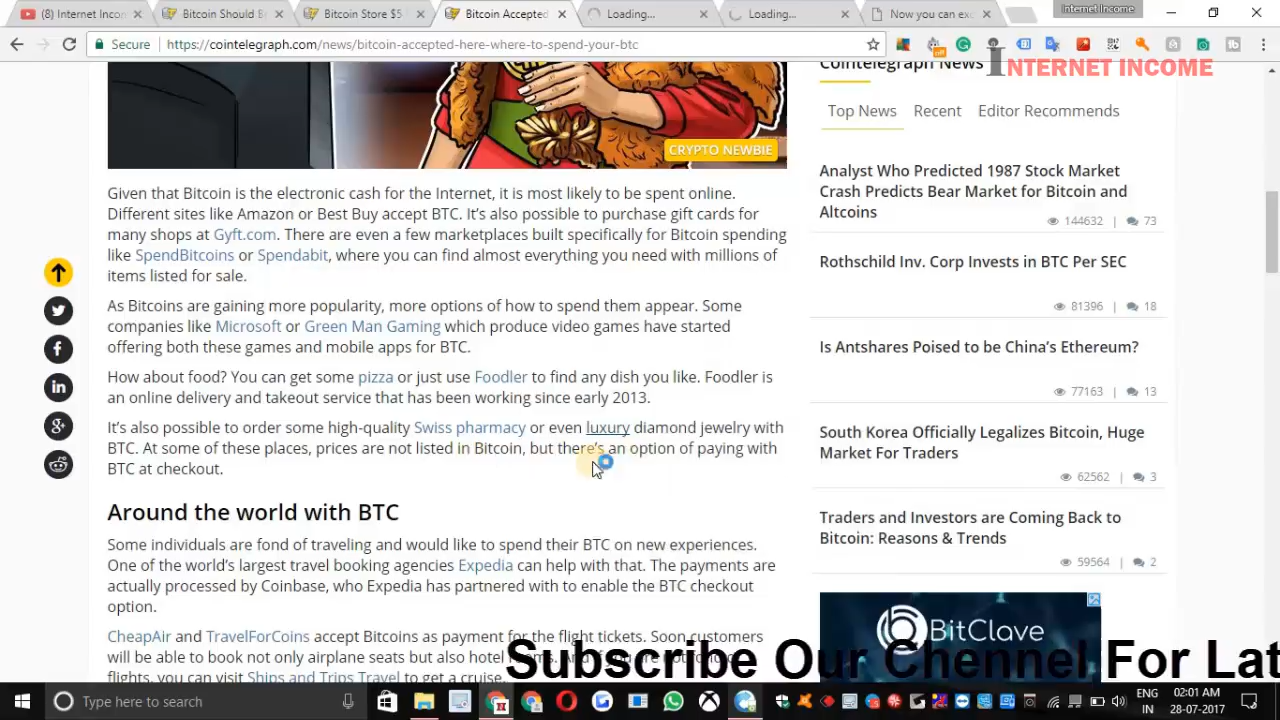 (8) Internet Incom
Bitcoin Should B
Bitcoin Store $5
Bitcoin Accepted
Loading...
Loading...
Now you can exc
Internet Income
Secure
https://cointelegraph.com/news/bitcoin-accepted-here-where-to-spend-your-btc
INTERNET INCOME
CRYPTO NEWBIE
Given that Bitcoin is the electronic cash for the Internet, it is most likely to be spent online.
Different sites like Amazon or Best Buy accept BTC. It's also possible to purchase gift cards for
many shops at Gyft.com. There are even a few marketplaces built specifically for Bitcoin spending
like SpendBitcoins or Spendabit, where you can find almost everything you need with millions of
items listed for sale.
As Bitcoins are gaining more popularity, more options of how to spend them appear. Some
companies like Microsoft or Green Man Gaming which produce video games have started
offering both these games and mobile apps for BTC.
How about food? You can get some pizza or just use Foodler to find any dish you like. Foodler is
an online delivery and takeout service that has been working since early 2013.
It's also possible to order some high-quality Swiss pharmacy or even luxury diamond jewelry with
BTC. At some of these places, prices are not listed in Bitcoin, but there's an option of paying with
BTC at checkout.
Around the world with BTC
Some individuals are fond of traveling and would like to spend their BTC on new experiences.
One of the world's largest travel booking agencies Expedia can help with that. The payments are
actually processed by Coinbase, who Expedia has partnered with to enable the BTC checkout
option.
CheapAir and TravelForCoins accept Bitcoins as payment for the flight tickets. Soon customers
will be able to book not only airplane seats but also hotel
flights, you can visit Ships and Trips Travel to get a cruise.
Cointelegraph News
Top News
Recent
Editor Recommends
Analyst Who Predicted 1987 Stock Market
Crash Predicts Bear Market for Bitcoin and
Altcoins
144632 | 73
Rothschild Inv. Corp Invests in BTC Per SEC
81396 | 18
Is Antshares Poised to be China's Ethereum?
77163 | 13
South Korea Officially Legalizes Bitcoin, Huge
Market For Traders
62562 | 3
Traders and Investors are Coming Back to
Bitcoin: Reasons & Trends
59564 | 2
BitClave
Subscribe Our Chennel For Lat
Type here to search
ENG
IN
02:01 AM
28-07-2017